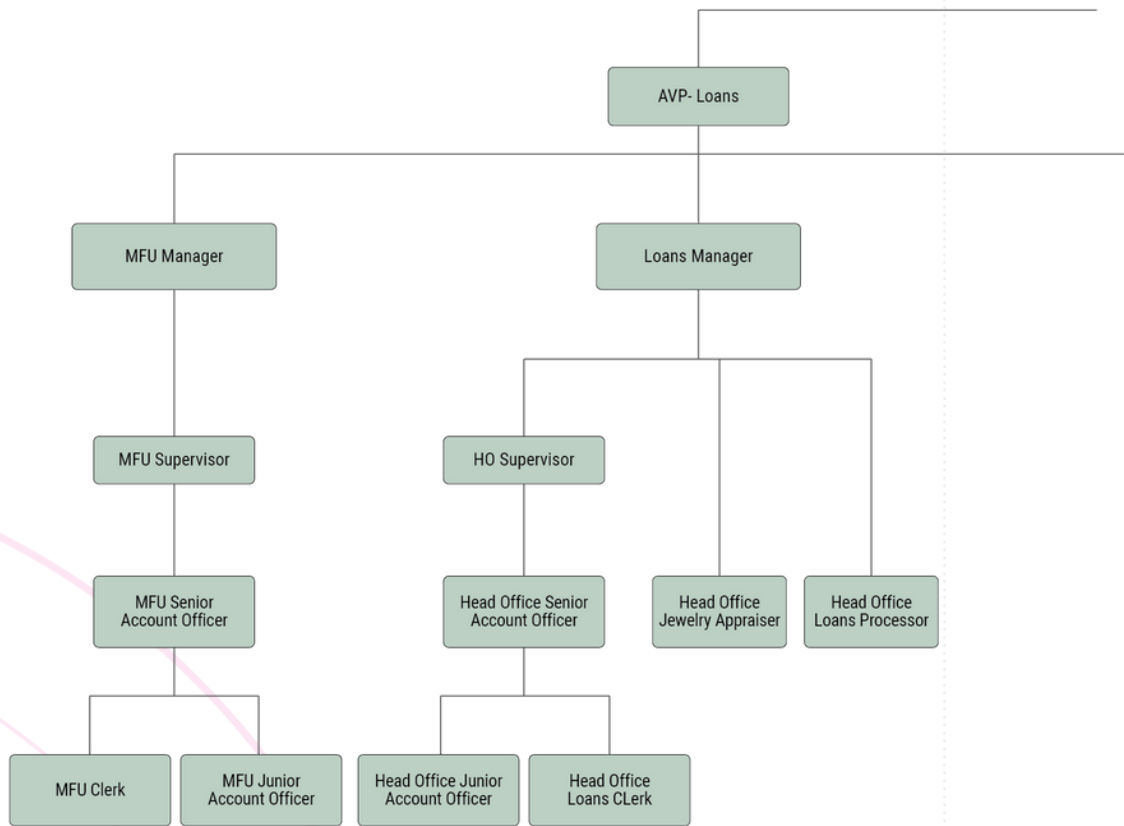 AVP- Loans
MFU Manager
Loans Manager
MFU Supervisor
HO Supervisor
MFU Senior
Account Officer
Head Office Senior
Account Officer
Head Office
Jewelry Appraiser
Head Office
Loans Processor
MFU Clerk
MFU Junior
Account Officer
Head Office Junior
Account Officer
Head Office
Loans CLerk